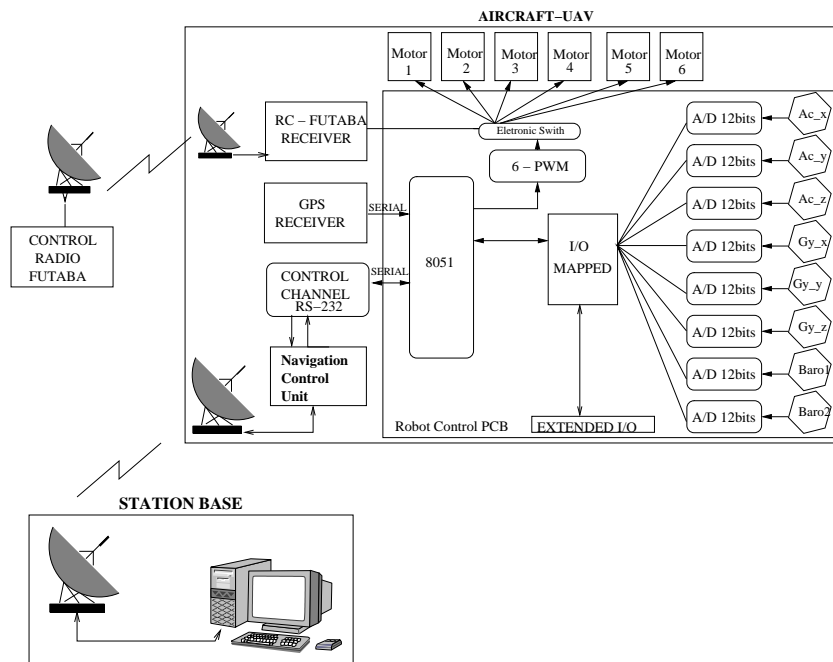 AIRCRAFT–UAV
Motor
1
Motor
2
Motor
3
Motor
4
Motor
5
Motor
6
RC – FUTABA
RECEIVER
Eletronic Swith
6 – PWM
A/D 12bits
Ac_x
A/D 12bits
Ac_y
A/D 12bits
Ac_z
A/D 12bits
Gy_x
A/D 12bits
Gy_y
A/D 12bits
Gy_z
A/D 12bits
Baro1
A/D 12bits
Baro2
GPS
RECEIVER
SERIAL
CONTROL
RADIO
FUTABA
8051
I/O
MAPPED
CONTROL
CHANNEL
RS–232
SERIAL
Navigation
Control
Unit
Robot Control PCB
EXTENDED I/O
STATION BASE